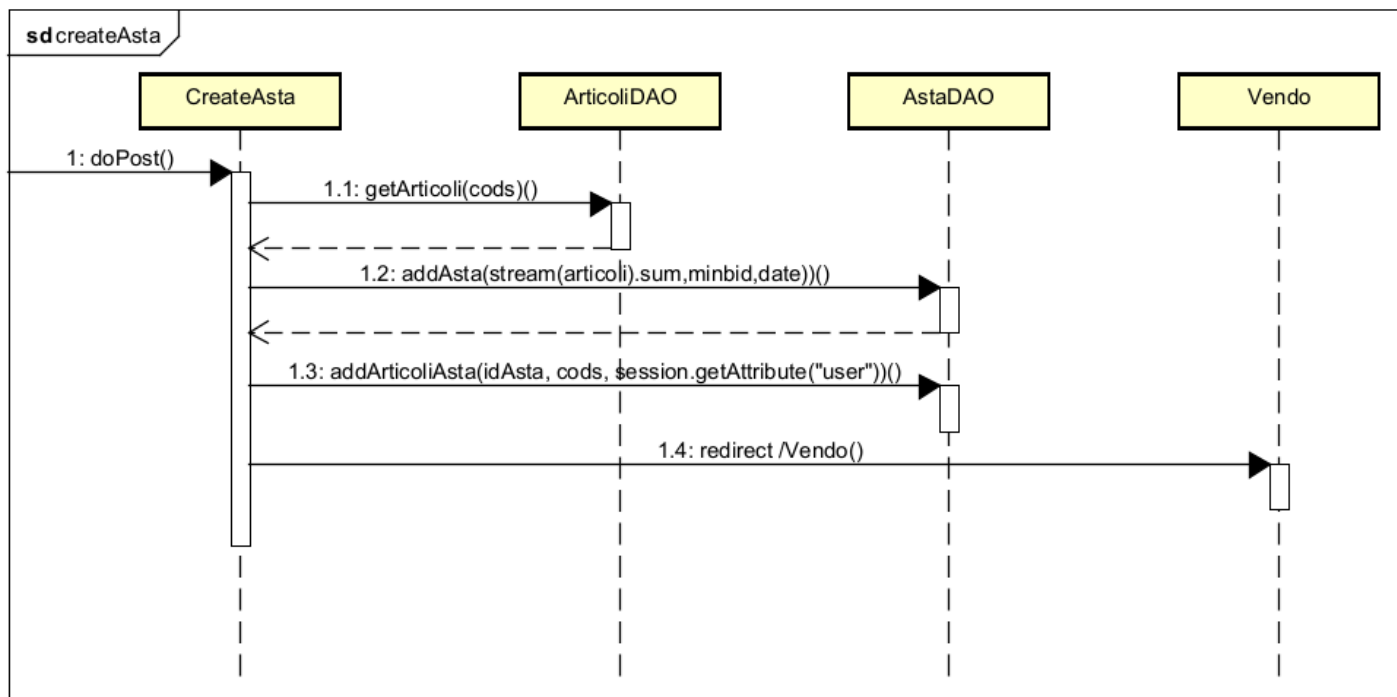 sd createAsta
CreateAsta
ArticoliDAO
AstaDAO
Vendo
1: doPost()
1.1: getArticoli(cods)()
1.2: addAsta(stream(articoli).sum,minbid,date))()
1.3: addArticoliAsta(idAsta, cods, session.getAttribute("user"))()
1.4: redirect /Vendo()